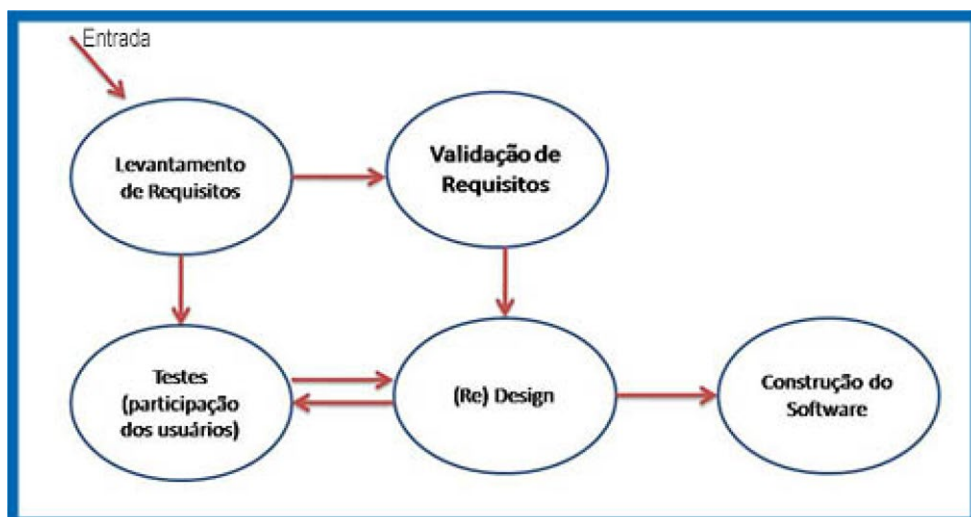 Entrada
Levantamento
de Requisitos
Validação de
Requisitos
Testes
(participação
dos usuários)
(Re) Design
Construção do
Software